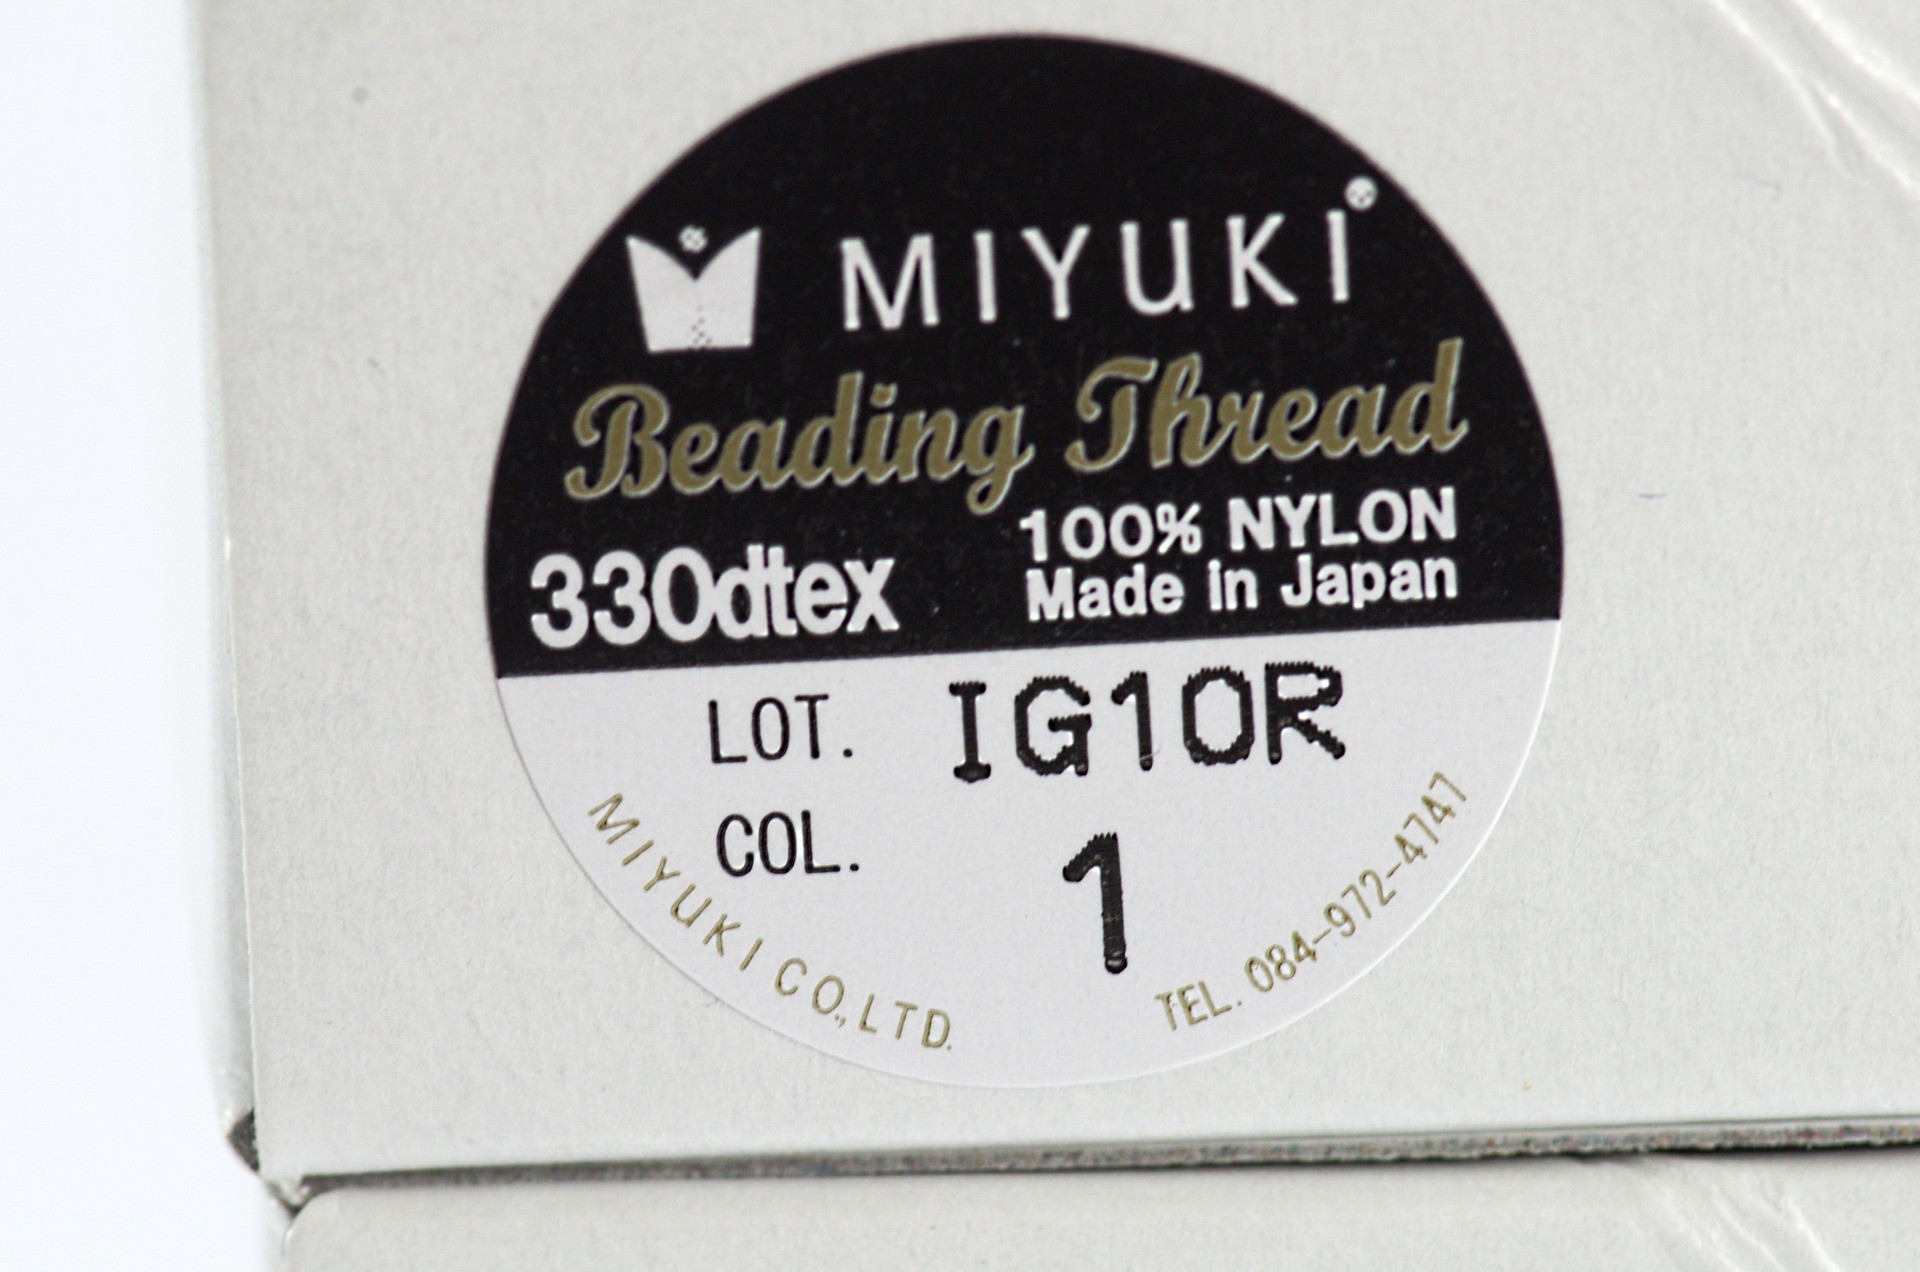 MIYUKI®
Beading Thread
330dtex
100% NYLON
Made in Japan
LOT. IG10R
COL. 1
MIYUKI CO.,LTD.
TEL. 084-972-4747